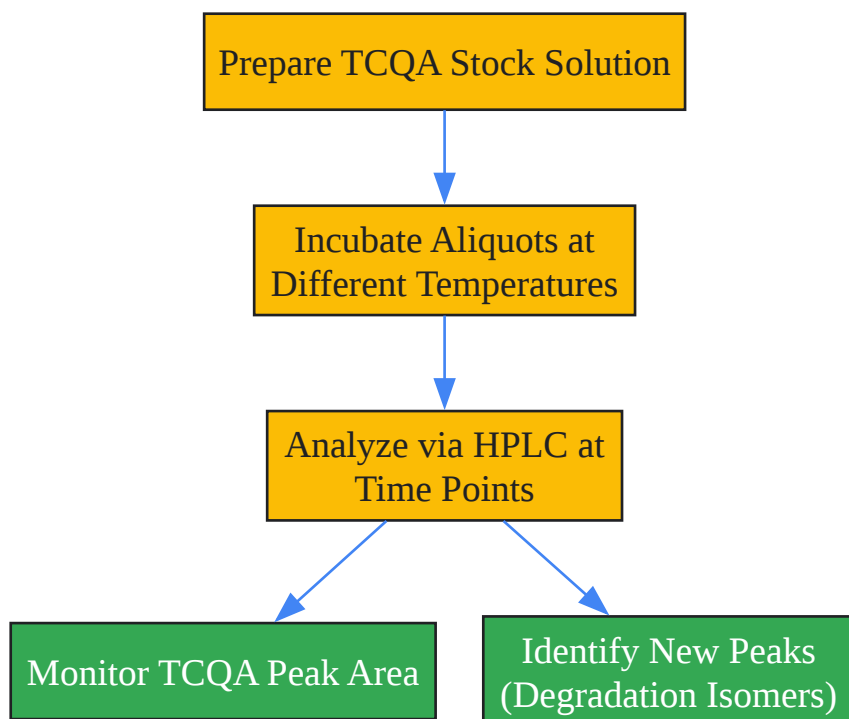 Prepare TCQA Stock Solution
Incubate Aliquots at
Different Temperatures
Analyze via HPLC at
Time Points
Monitor TCQA Peak Area
Identify New Peaks
(Degradation Isomers)